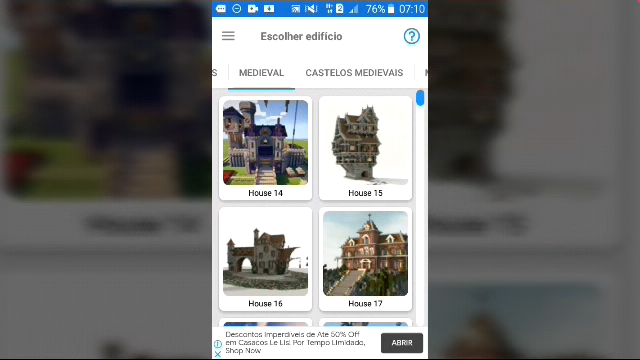 76% 07:10
Escolher edifício
?
S MEDIEVAL CASTELOS MEDIEVAIS
House 14
House 15
House 16
House 17
Descontos Imperdíveis de Até 50% Off
em Casacos Le Lis! Por Tempo Limidado,
Shop Now
ABRIR